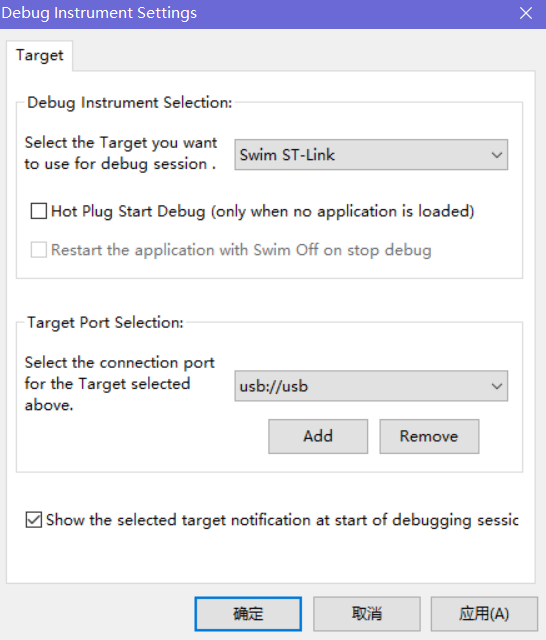 Debug Instrument Settings
Target
Debug Instrument Selection:
Select the Target you want
to use for debug session .
Swim ST-Link
Hot Plug Start Debug (only when no application is loaded)
Restart the application with Swim Off on stop debug
Target Port Selection:
Select the connection port
for the Target selected
above.
usb://usb
Add
Remove
Show the selected target notification at start of debugging sessic
确定
取消
应用(A)